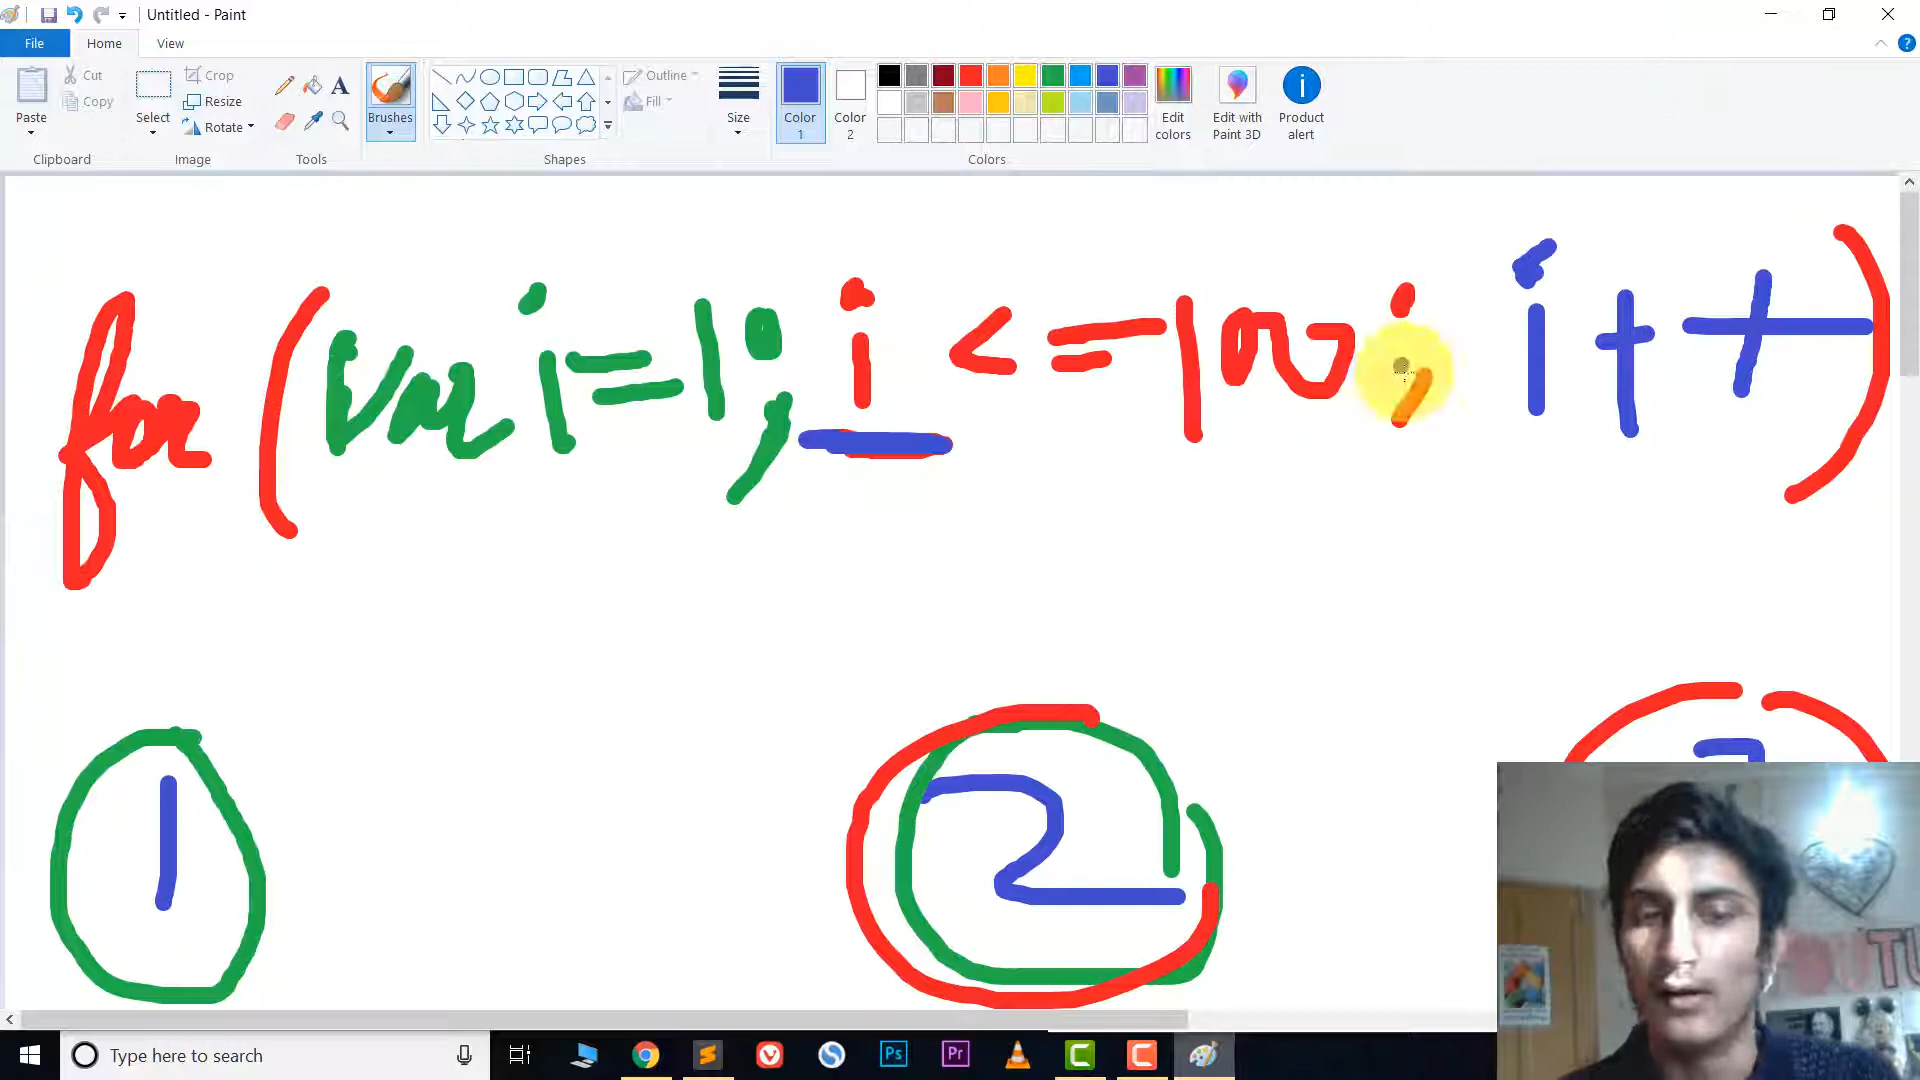 Untitled - Paint
File Home View
Paste
Cut
Copy
Clipboard
Select
Crop
Resize
Rotate
Image
A
Tools
Brushes
Shapes
Outline
Fill
Size
Color 1
Color 2
Colors
Edit colors
Edit with Paint 3D
Product alert
for (var i=1; i <=100; i++)
1 2
Type here to search
Ps Pr